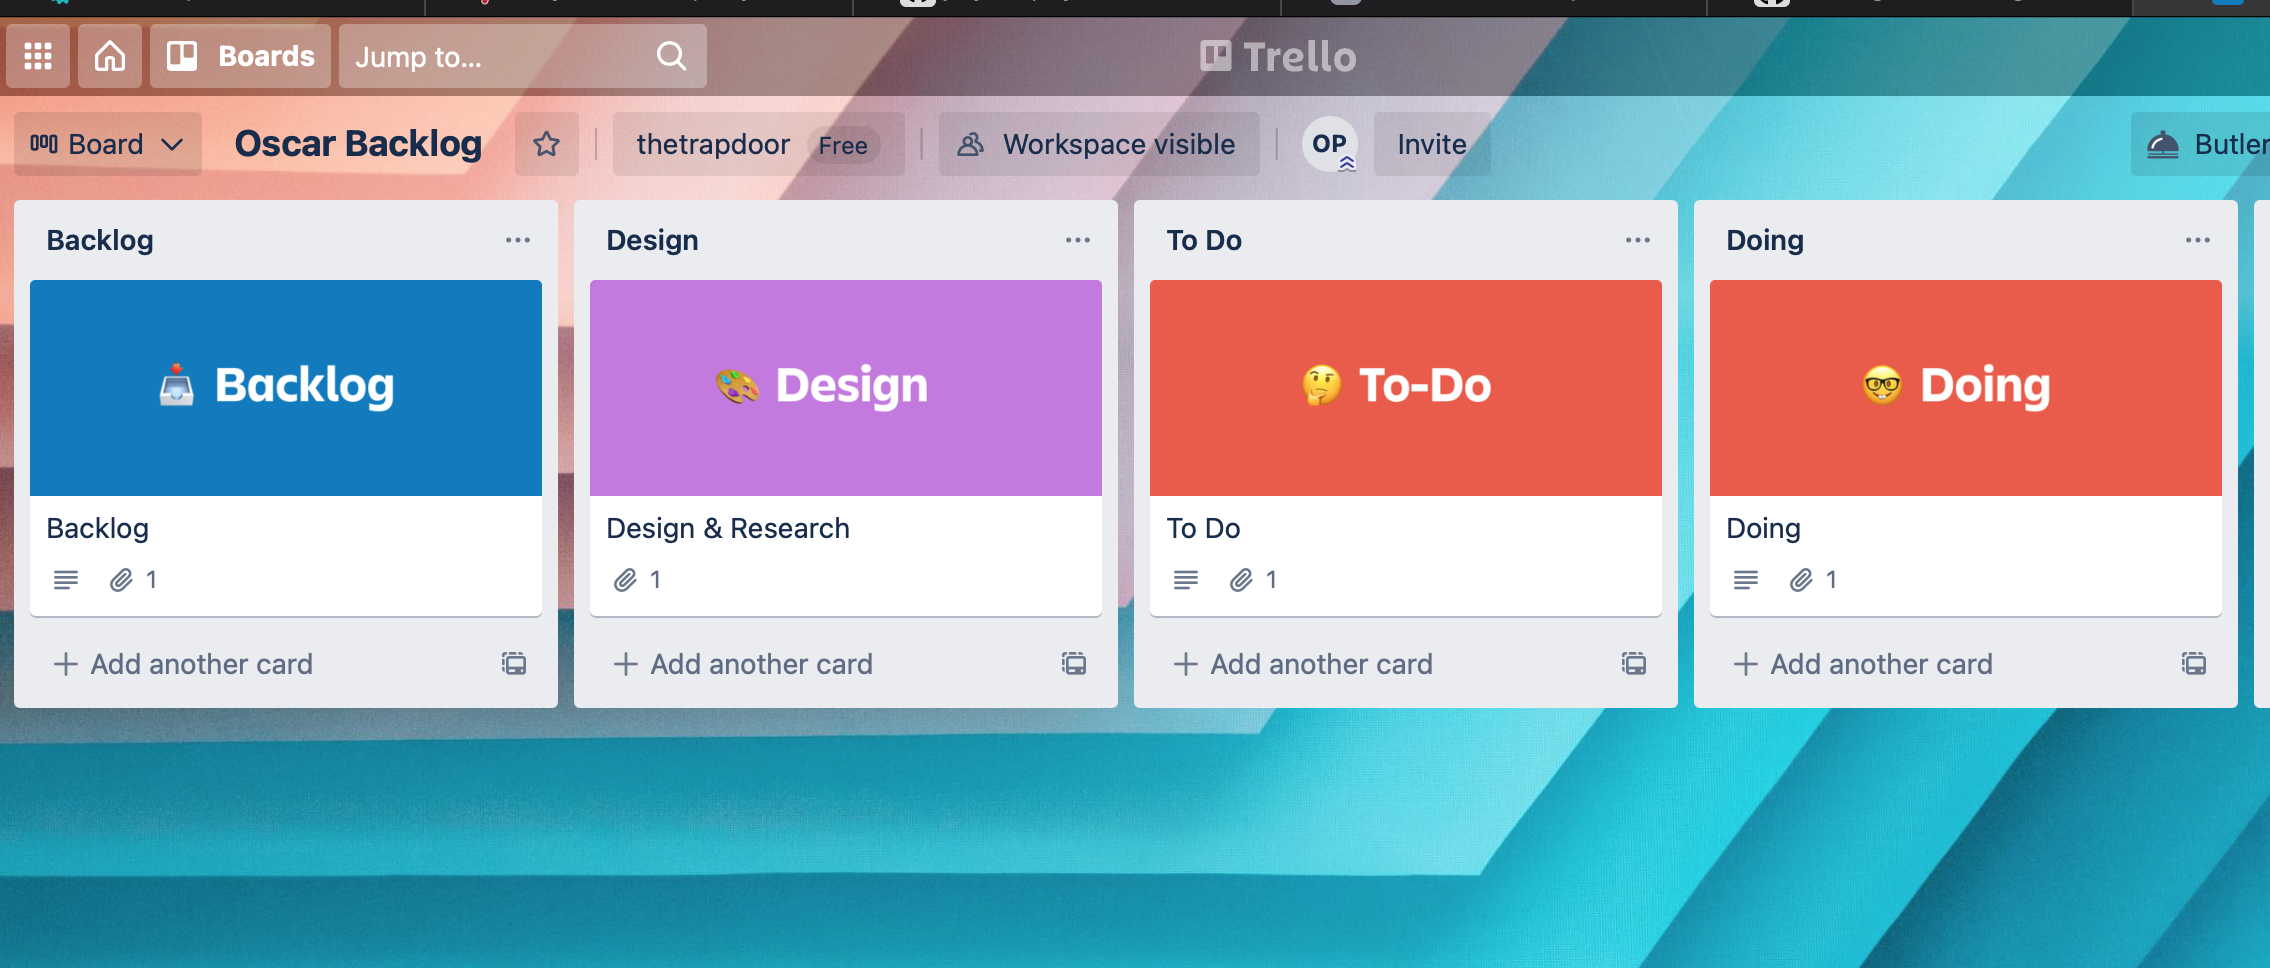 Boards
Jump to...
Trello
Board
Oscar Backlog
thetrapdoor Free
Workspace visible
OP
Invite
Butler
Backlog
Backlog
Backlog
1
Add another card
Design
Design
Design & Research
1
Add another card
To Do
To-Do
To Do
1
Add another card
Doing
Doing
Doing
1
Add another card